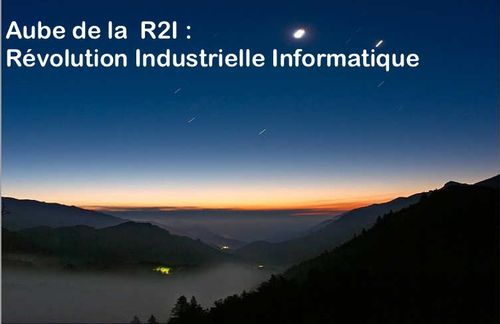 Aube de la R2I :
Révolution Industrielle Informatique